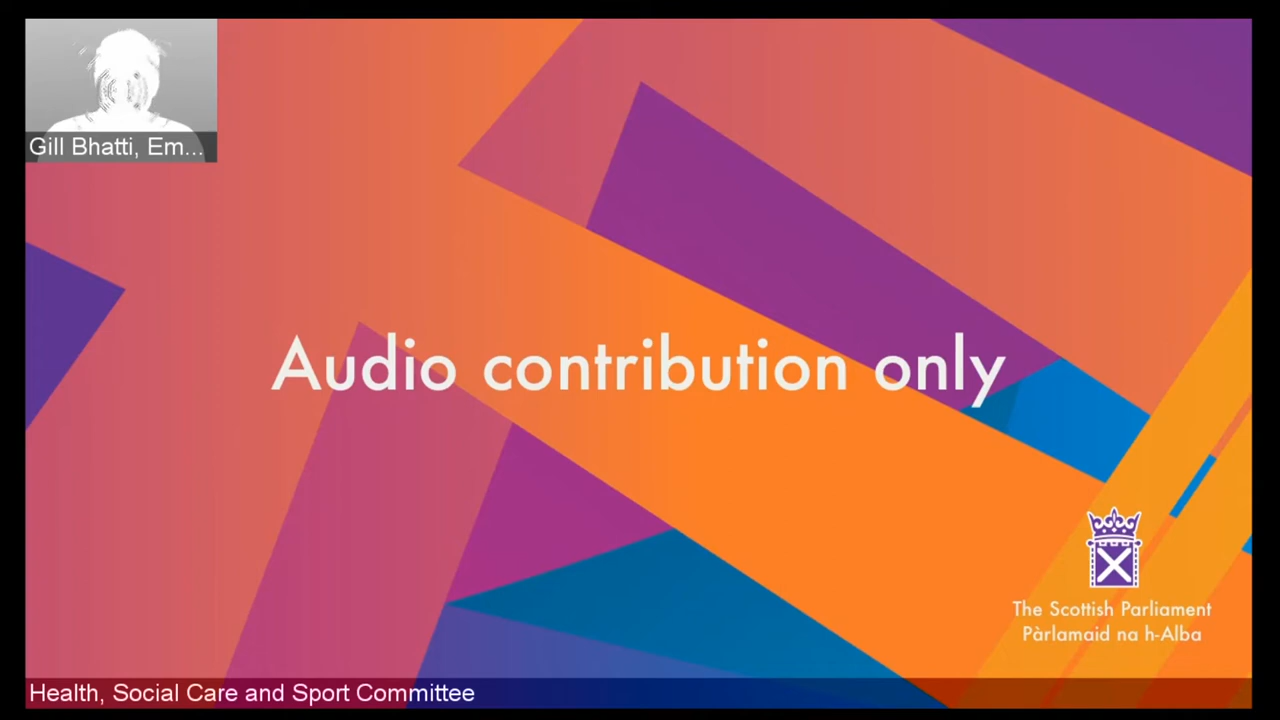 Gill Bhatti, Em...
Audio contribution only
The Scottish Parliament
Pàrlamaid na h-Alba
Health, Social Care and Sport Committee